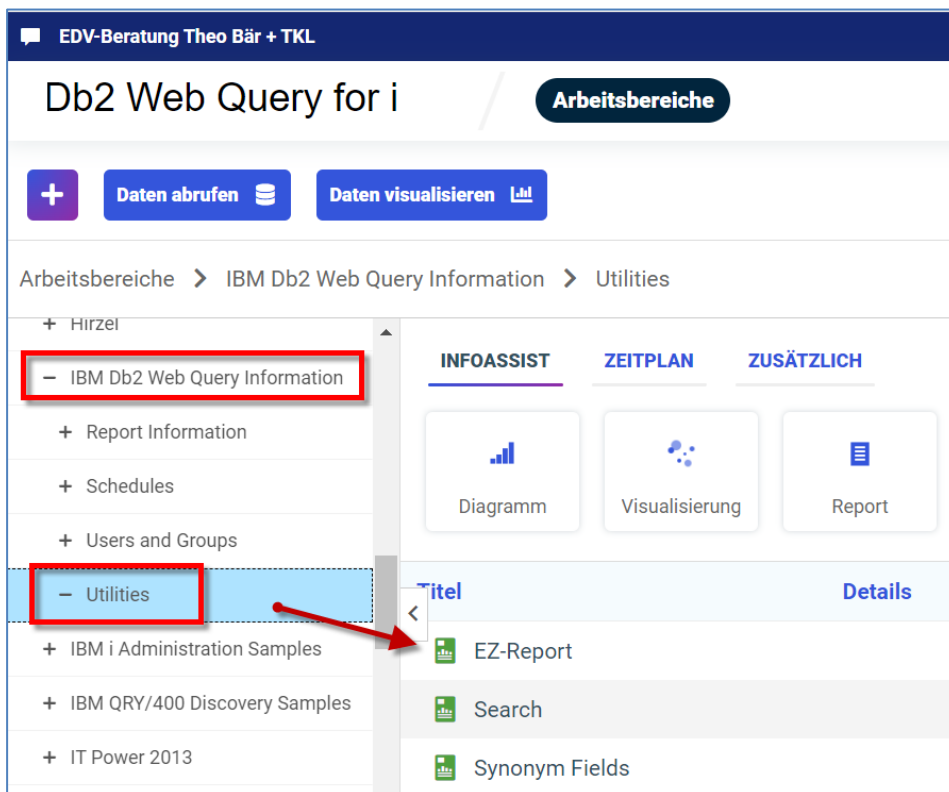 EDV-Beratung Theo Bär + TKL
Db2 Web Query for i
Arbeitsbereiche
+ Daten abrufen Daten visualisieren
Arbeitsbereiche > IBM Db2 Web Query Information > Utilities
+ Hirzel
− IBM Db2 Web Query Information
+ Report Information
+ Schedules
+ Users and Groups
− Utilities
+ IBM i Administration Samples
+ IBM QRY/400 Discovery Samples
+ IT Power 2013
INFOASSIST ZEITPLAN ZUSÄTZLICH
Diagramm Visualisierung Report
Titel Details
EZ-Report
Search
Synonym Fields